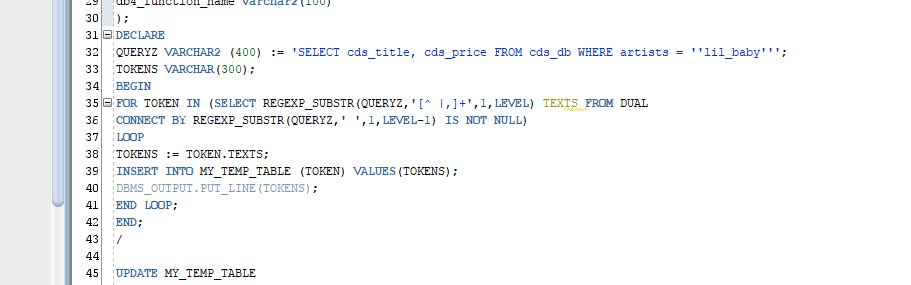 29 db4_function_name varchar2(100)
30 );
31 DECLARE
32 QUERYZ VARCHAR2 (400) := 'SELECT cds_title, cds_price FROM cds_db WHERE artists = ''lil_baby''';
33 TOKENS VARCHAR(300);
34 BEGIN
35 FOR TOKEN IN (SELECT REGEXP_SUBSTR(QUERYZ,'[^ |,]+',1,LEVEL) TEXTS FROM DUAL
36 CONNECT BY REGEXP_SUBSTR(QUERYZ,' ',1,LEVEL-1) IS NOT NULL)
37 LOOP
38 TOKENS := TOKEN.TEXTS;
39 INSERT INTO MY_TEMP_TABLE (TOKEN) VALUES(TOKENS);
40 DBMS_OUTPUT.PUT_LINE(TOKENS);
41 END LOOP;
42 END;
43 /
44
45 UPDATE MY_TEMP_TABLE